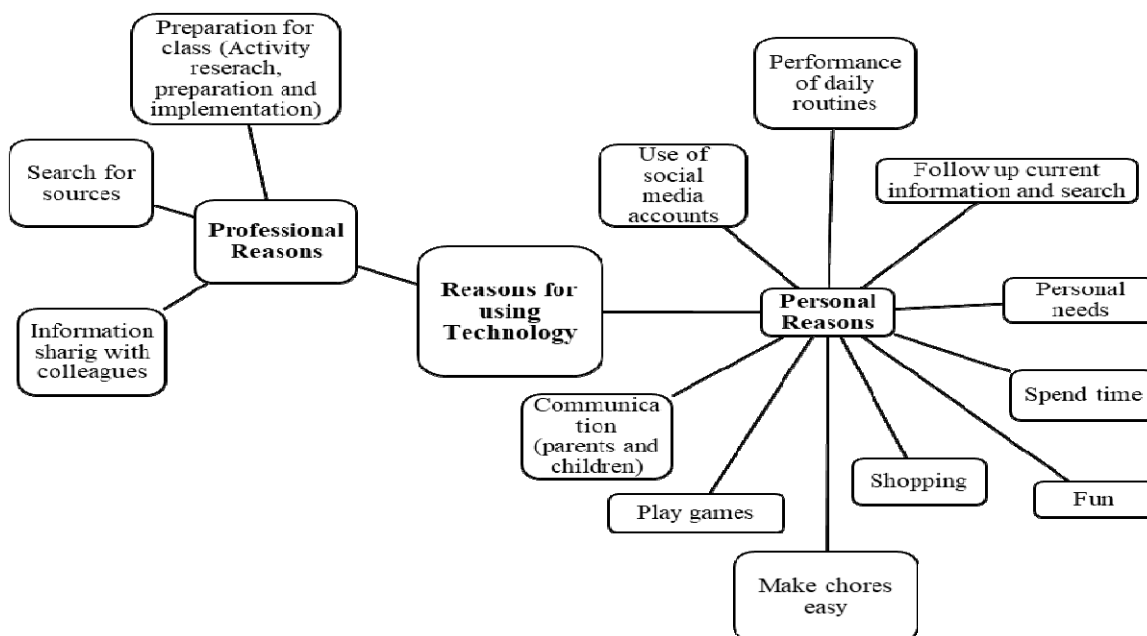 Preparation for
class (Activity
reserach,
preparation and
implementation)
Search for
sources
Professional
Reasons
Information
sharig with
colleagues
Reasons for
using
Technology
Performance
of daily
routines
Use of
social
media
accounts
Follow up current
information and search
Personal
Reasons
Personal
needs
Spend time
Fun
Shopping
Communica
tion
(parents and
children)
Play games
Make chores
easy